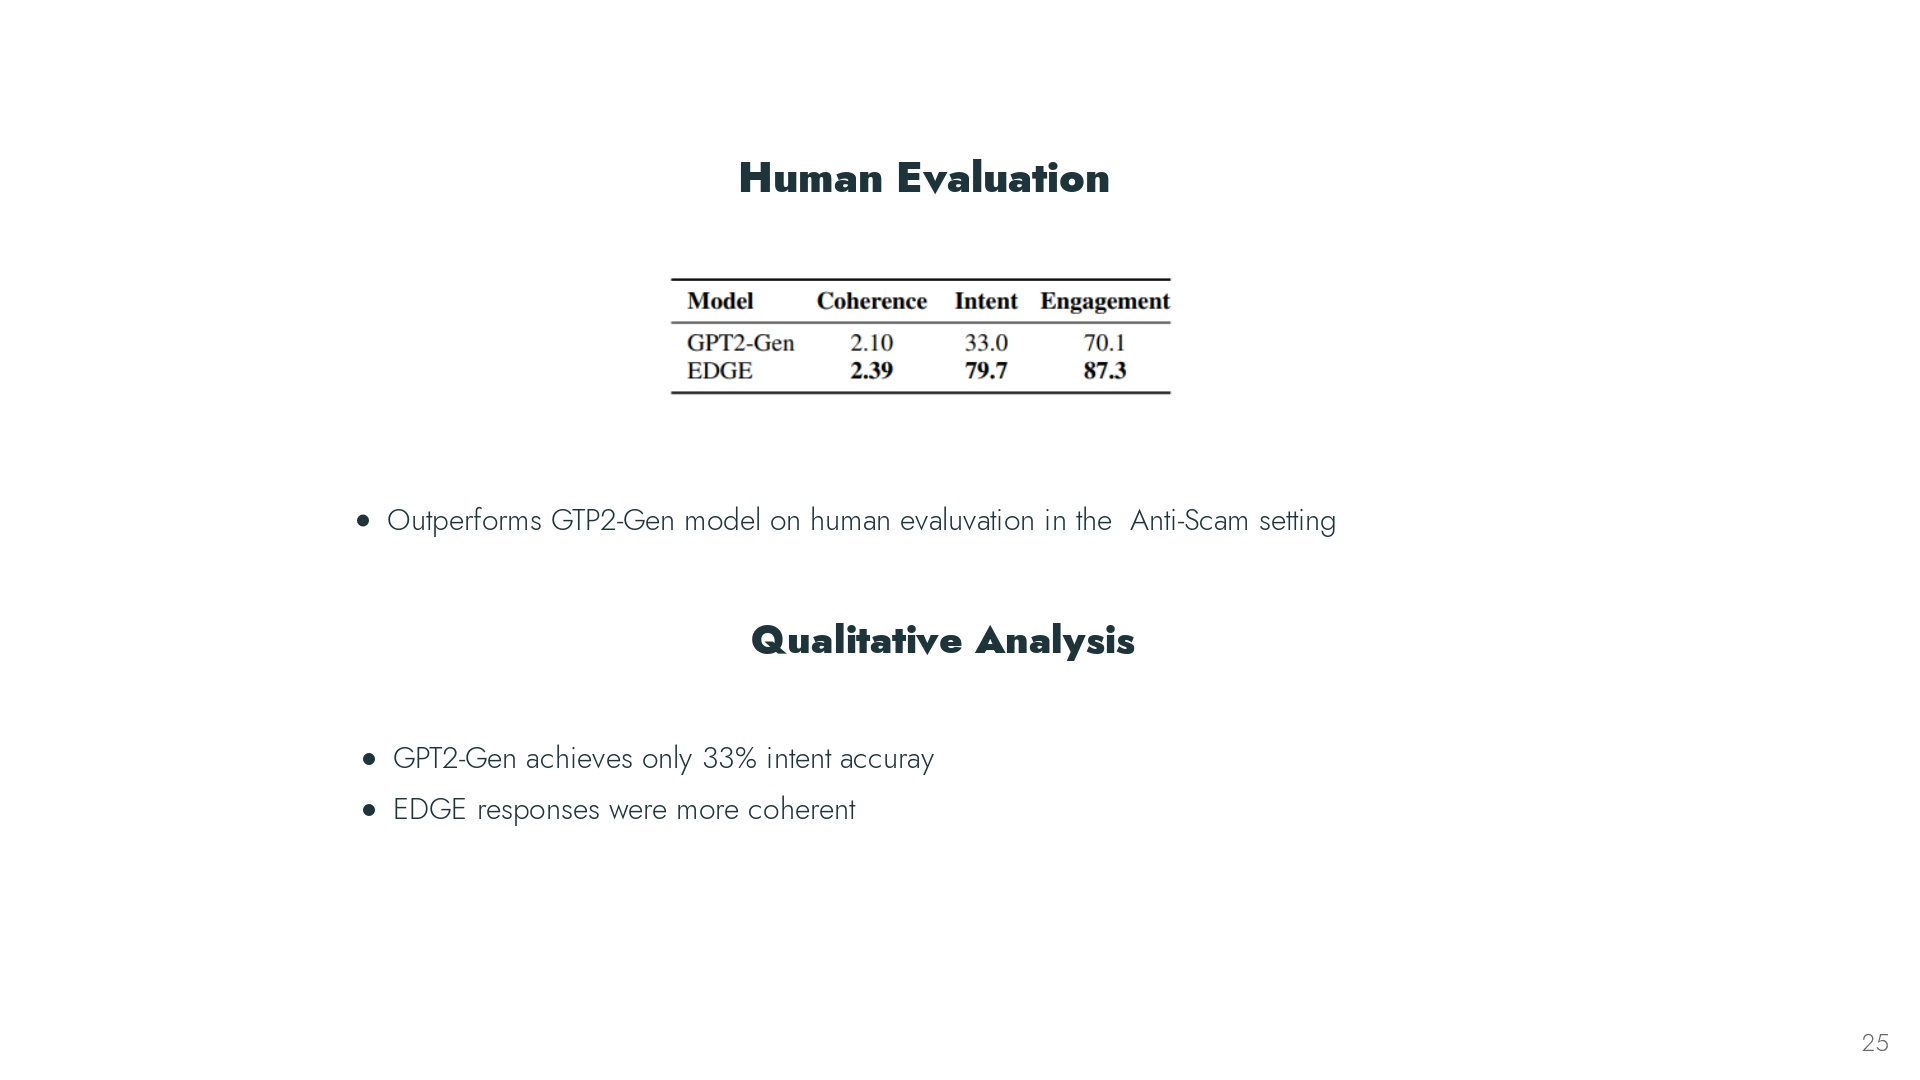 Human Evaluation
Model Coherence Intent Engagement
GPT2-Gen 2.10 33.0 70.1
EDGE 2.39 79.7 87.3
• Outperforms GTP2-Gen model on human evaluvation in the  Anti-Scam setting
Qualitative Analysis
• GPT2-Gen achieves only 33% intent accuray
• EDGE responses were more coherent
25